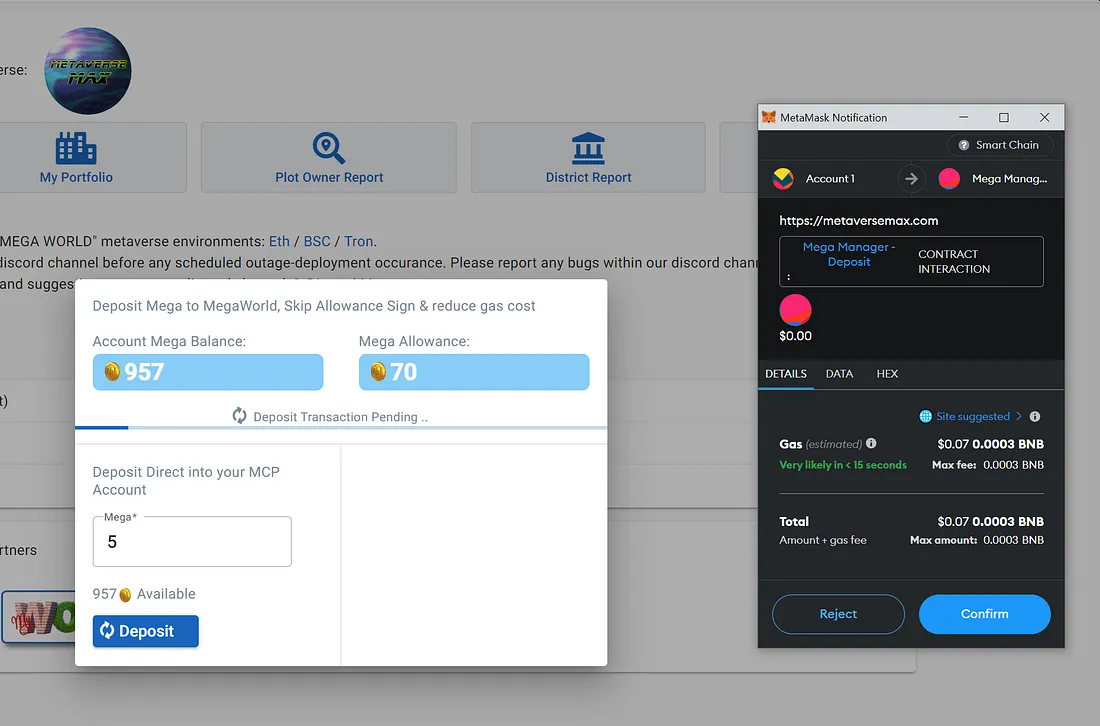 erse:
METAVERSE
MAX
My Portfolio
Plot Owner Report
District Report
MEGA WORLD" metaverse environments: Eth / BSC / Tron.
discord channel before any scheduled outage-deployment occurance. Please report any bugs within our discord chan
and sugges
t)
rtners
My
WO
Deposit Mega to MegaWorld, Skip Allowance Sign & reduce gas cost
Account Mega Balance:
957
Mega Allowance:
70
Deposit Transaction Pending ..
Deposit Direct into your MCP
Account
Mega*
5
957 Available
Deposit
MetaMask Notification
Smart Chain
Account 1
Mega Manag...
https://metaversemax.com
Mega Manager -
Deposit
:
CONTRACT
INTERACTION
$0.00
DETAILS
DATA
HEX
Site suggested >
Gas (estimated)
$0.07 0.0003 BNB
Very likely in < 15 seconds
Max fee: 0.0003 BNB
Total
$0.07 0.0003 BNB
Amount + gas fee
Max amount: 0.0003 BNB
Reject
Confirm